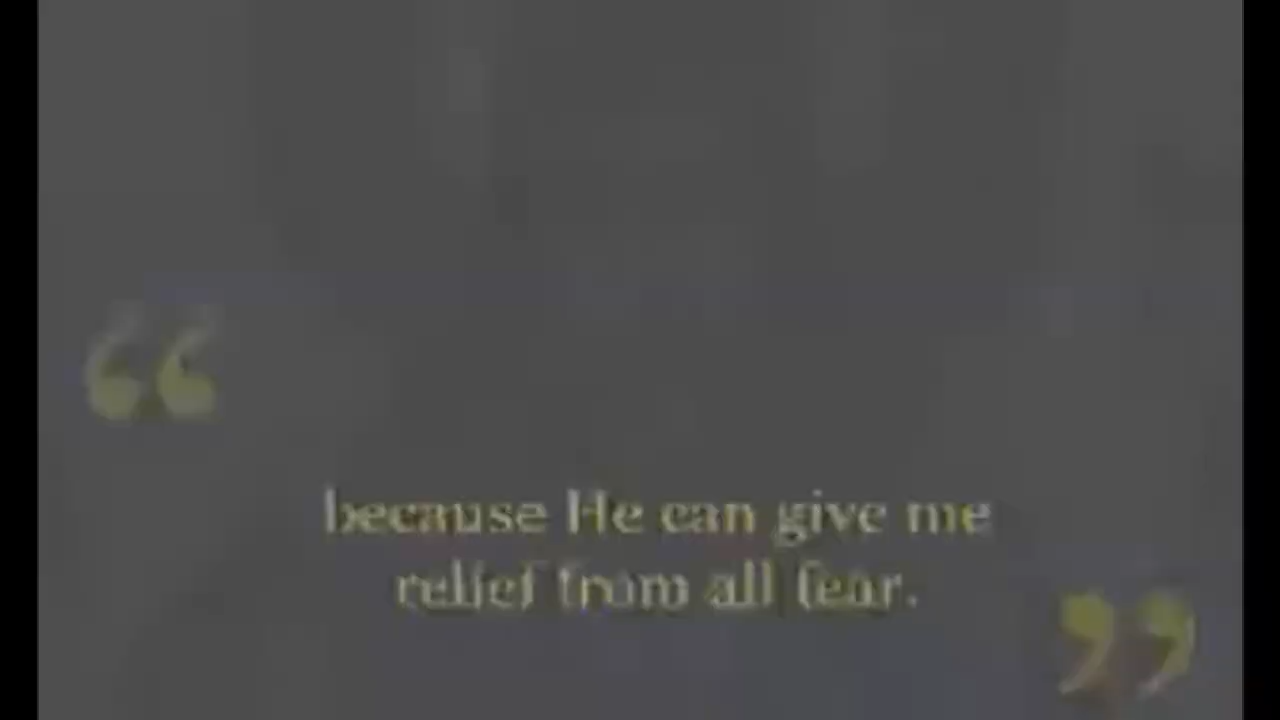 “
because He can give me
relief from all fear.
”